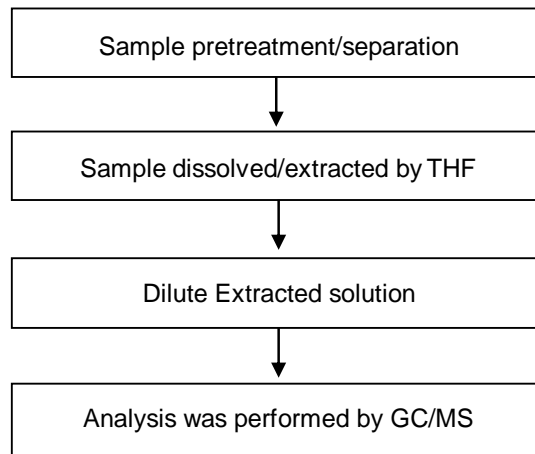 Sample pretreatment/separation
Sample dissolved/extracted by THF
Dilute Extracted solution
Analysis was performed by GC/MS